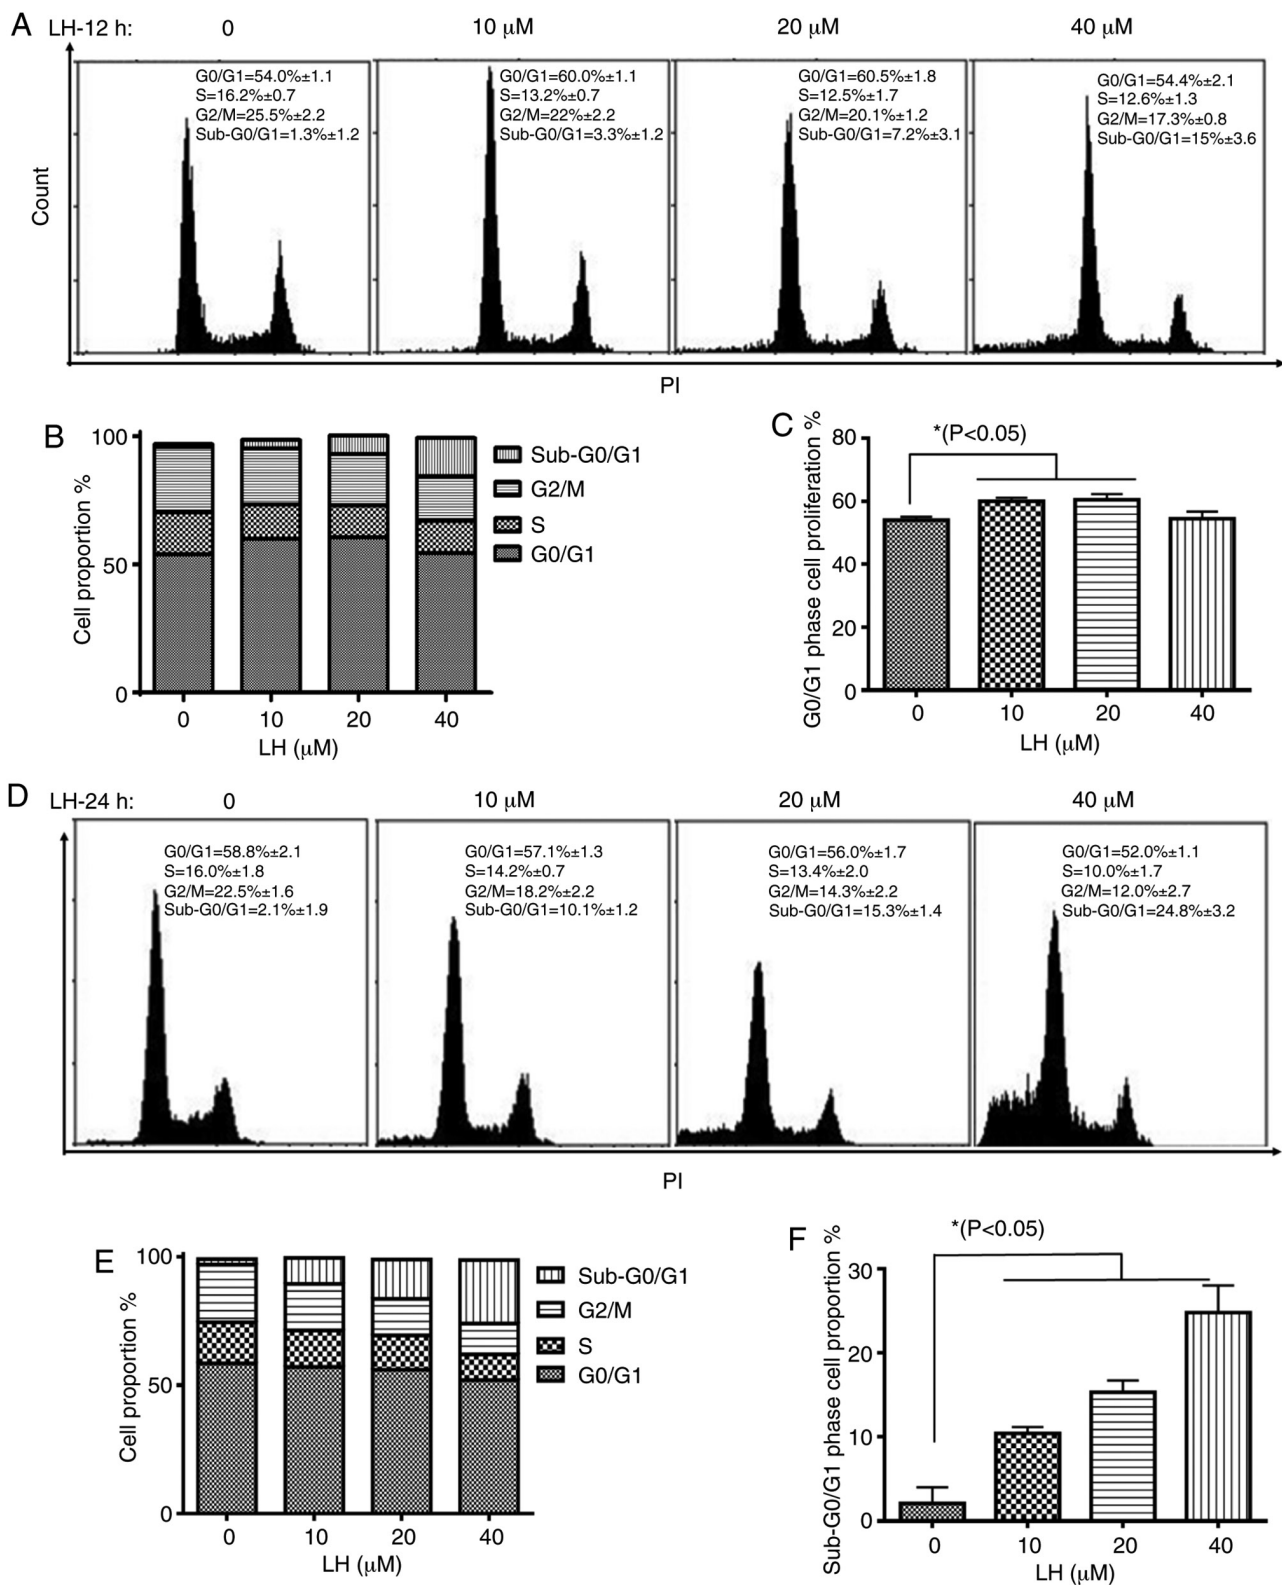 A LH-12 h: 0 10 µM 20 µM 40 µM
G0/G1=54.0%±1.1
S=16.2%±0.7
G2/M=25.5%±2.2
Sub-G0/G1=1.3%±1.2
G0/G1=60.0%±1.1
S=13.2%±0.7
G2/M=22%±2.2
Sub-G0/G1=3.3%±1.2
G0/G1=60.5%±1.8
S=12.5%±1.7
G2/M=20.1%±1.2
Sub-G0/G1=7.2%±3.1
G0/G1=54.4%±2.1
S=12.6%±1.3
G2/M=17.3%±0.8
Sub-G0/G1=15%±3.6
Count
PI
B
Cell proportion %
100
50
0
0 10 20 40
LH (µM)
Sub-G0/G1
G2/M
S
G0/G1
C
*(P<0.05)
G0/G1 phase cell proliferation %
80
60
40
20
0
0 10 20 40
LH (µM)
D LH-24 h: 0 10 µM 20 µM 40 µM
G0/G1=58.8%±2.1
S=16.0%±1.8
G2/M=22.5%±1.6
Sub-G0/G1=2.1%±1.9
G0/G1=57.1%±1.3
S=14.2%±0.7
G2/M=18.2%±2.2
Sub-G0/G1=10.1%±1.2
G0/G1=56.0%±1.7
S=13.4%±2.0
G2/M=14.3%±2.2
Sub-G0/G1=15.3%±1.4
G0/G1=52.0%±1.1
S=10.0%±1.7
G2/M=12.0%±2.7
Sub-G0/G1=24.8%±3.2
PI
E
Cell proportion %
100
50
0
0 10 20 40
LH (µM)
Sub-G0/G1
G2/M
S
G0/G1
F
*(P<0.05)
Sub-G0/G1 phase cell proportion %
30
20
10
0
0 10 20 40
LH (µM)